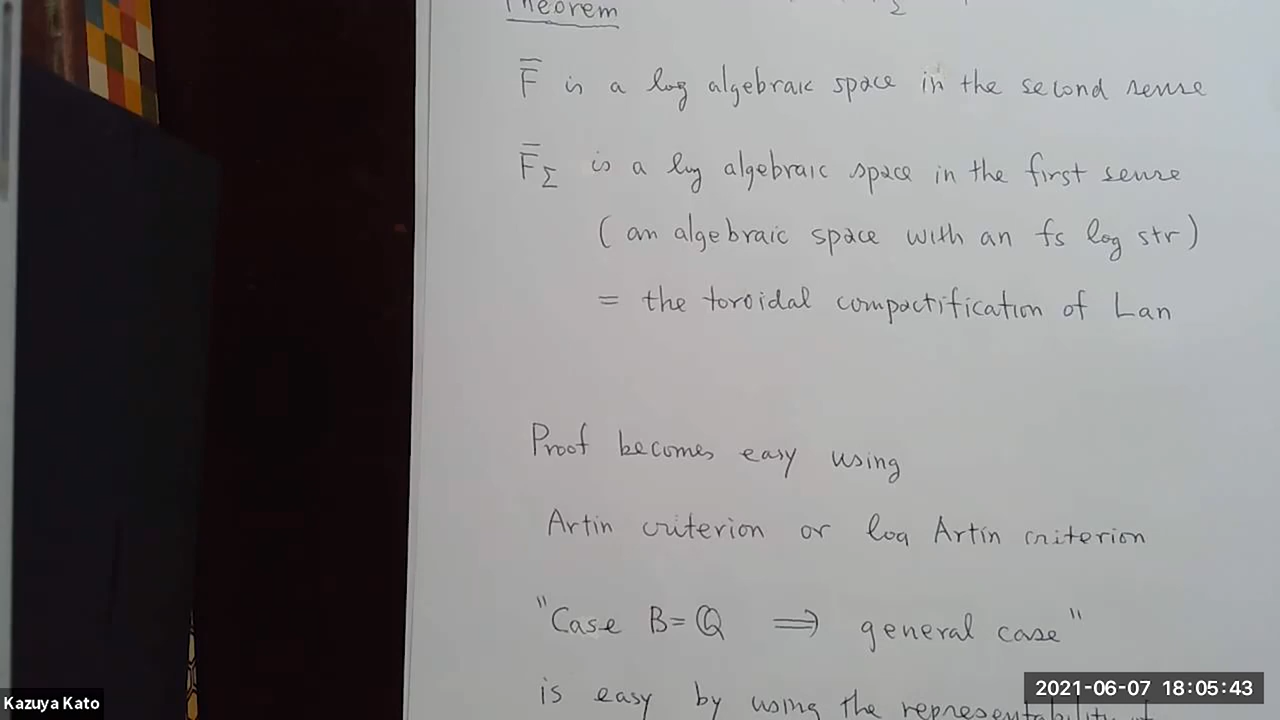 Theorem
Σ
F̅ is a log algebraic space in the second sense
F̅_Σ is a log algebraic space in the first sense
(an algebraic space with an fs log str)
= the toroidal compactification of Lan
Proof becomes easy using
Artin criterion or log Artin criterion
"Case B=ℚ ⟹ general case"
is easy by using the representability of
Kazuya Kato
2021-06-07 18:05:43